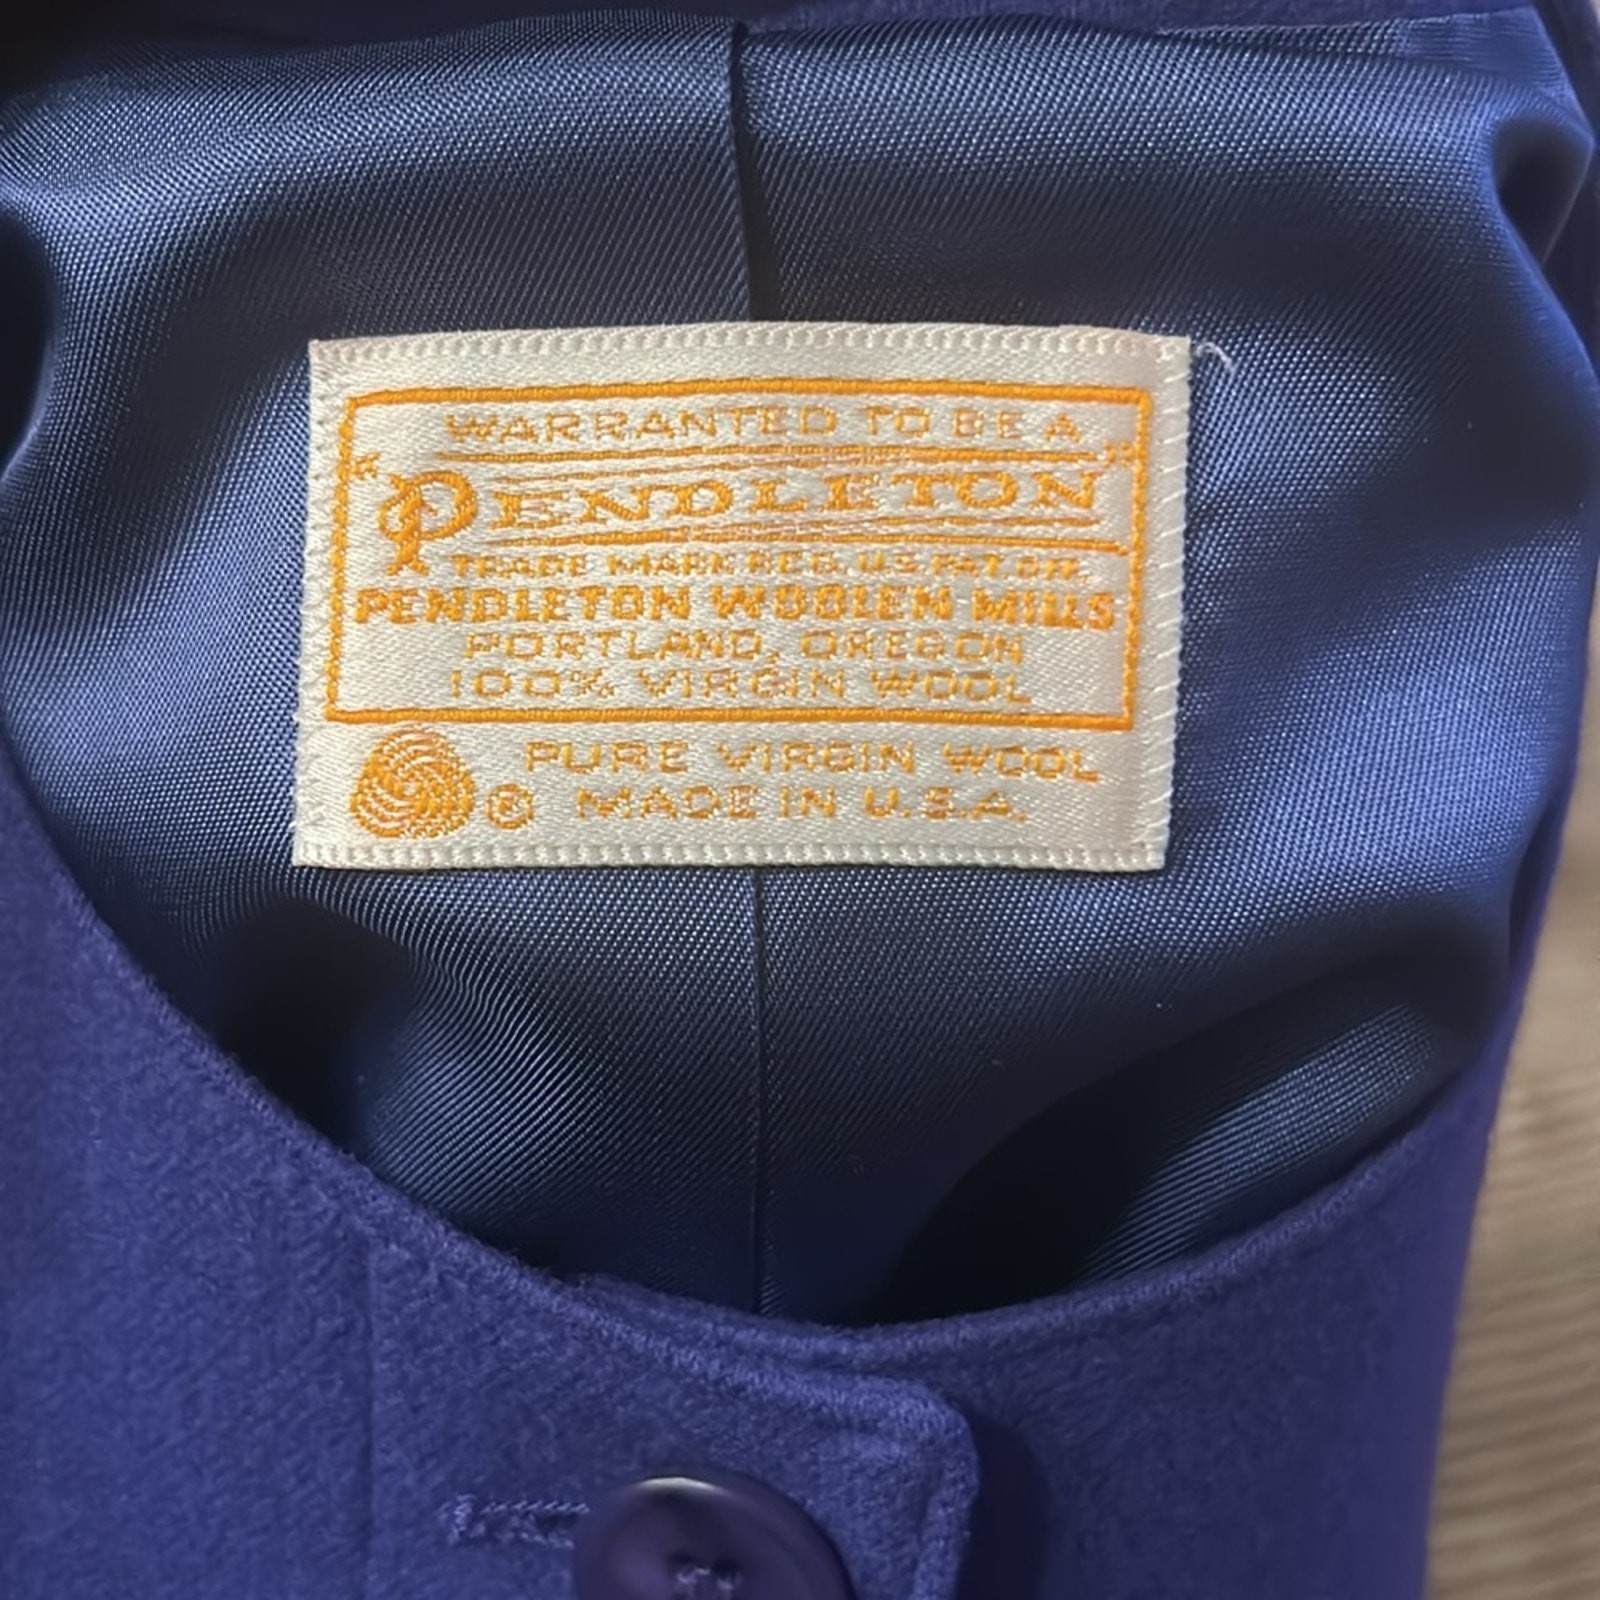 WARRANTED TO BE A
"PENDLETON"
TRADE MARK REG. U.S. PAT. OFF.
PENDLETON WOOLEN MILLS
PORTLAND, OREGON
100% VIRGIN WOOL
PURE VIRGIN WOOL
® MADE IN U.S.A.